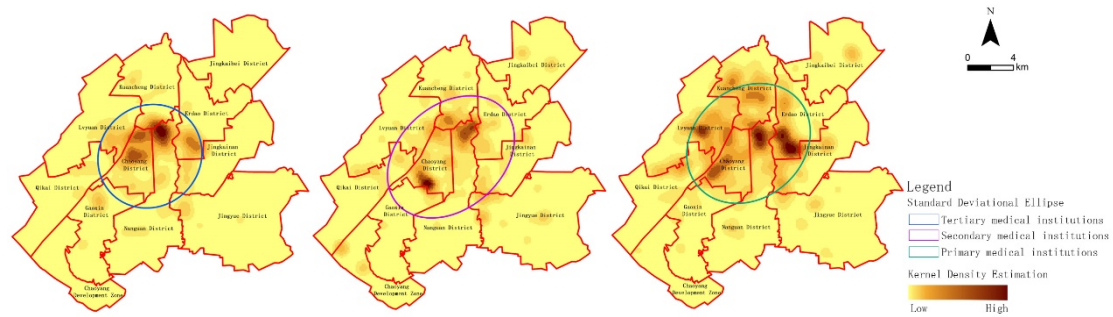 Jingkaibei District
Kuancheng District
Erdao District
Lvyuan District
Jingkainan
District
Chaoyang
District
Qikai District
Gaoxin
District
Jingyue District
Nanguan District
Chaoyang
Development Zone
Jingkaibei District
Kuancheng District
Erdao District
Lvyuan District
Jingkainan
District
Chaoyang
District
Qikai District
Gaoxin
District
Jingyue District
Nanguan District
Chaoyang
Development Zone
Jingkaibei District
Kuancheng District
Erdao District
Lvyuan District
Jingkainan
District
Chaoyang
District
Qikai District
Gaoxin
District
Jingyue District
Nanguan District
Chaoyang
Development Zone
N
0 4
km
Legend
Standard Deviational Ellipse
Tertiary medical institutions
Secondary medical institutions
Primary medical institutions
Kernel Density Estimation
Low High